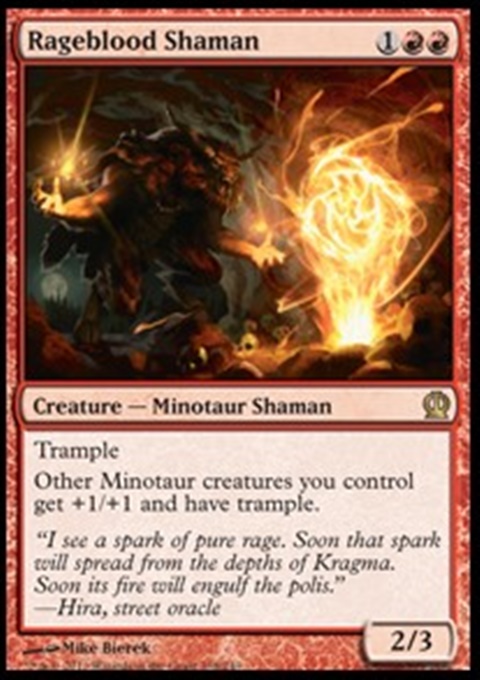 Rageblood Shaman 1
Creature — Minotaur Shaman
Trample
Other Minotaur creatures you control
get +1/+1 and have trample.
“I see a spark of pure rage. Soon that spark
will spread from the depths of Kragma.
Soon its fire will engulf the polis.”
—Hira, street oracle
2/3
Mike Bierek